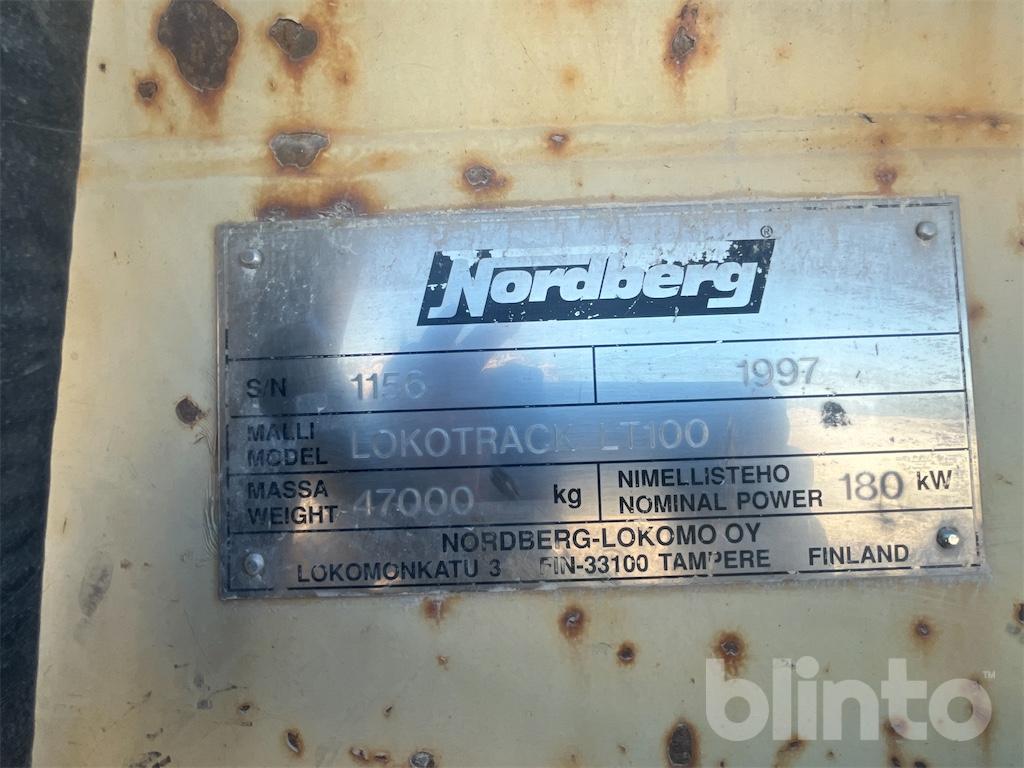 Nordberg®
S/N 1156 1997
MALLI
MODEL LOKOTRACK LT100
MASSA
WEIGHT 47000 kg
NIMELLISTEHO
NOMINAL POWER 180 kW
NORDBERG-LOKOMO OY
LOKOMONKATU 3 FIN-33100 TAMPERE FINLAND
blinto™